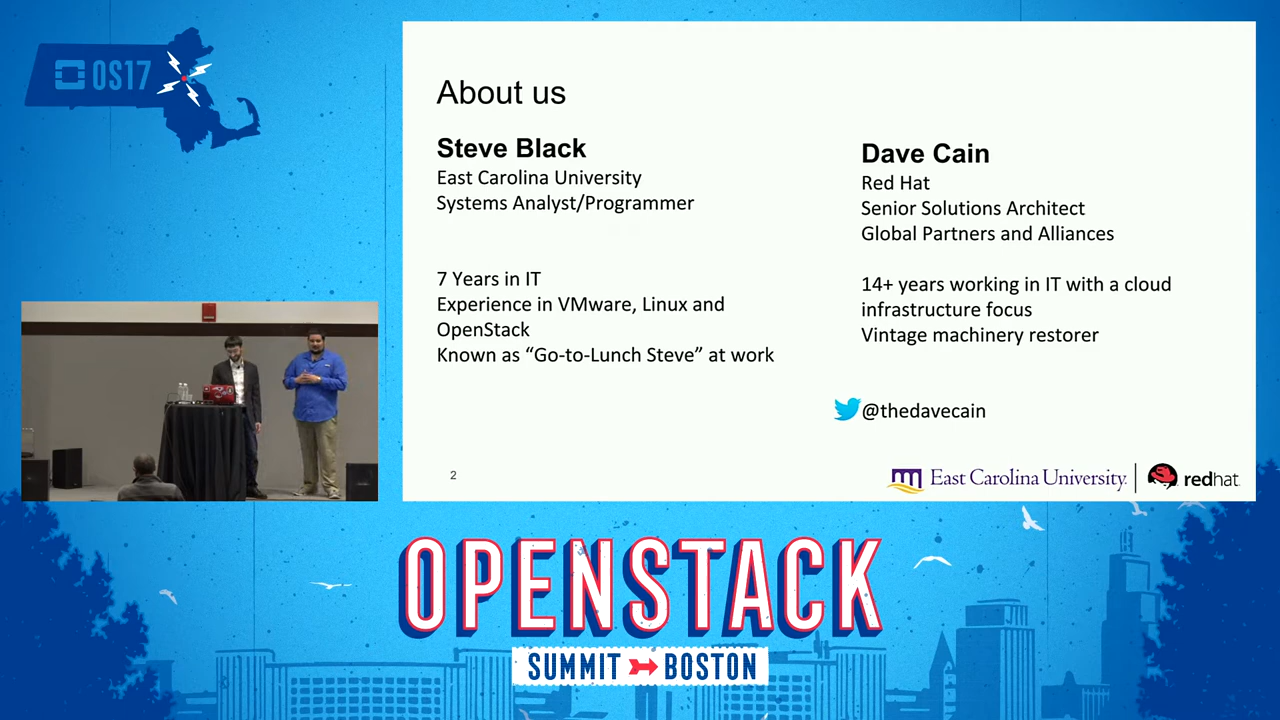 OS17
About us
Steve Black
East Carolina University
Systems Analyst/Programmer
7 Years in IT
Experience in VMware, Linux and
OpenStack
Known as “Go-to-Lunch Steve” at work
Dave Cain
Red Hat
Senior Solutions Architect
Global Partners and Alliances
14+ years working in IT with a cloud
infrastructure focus
Vintage machinery restorer
@thedavecain
2
East Carolina University.
redhat.
OPENSTACK
SUMMIT BOSTON